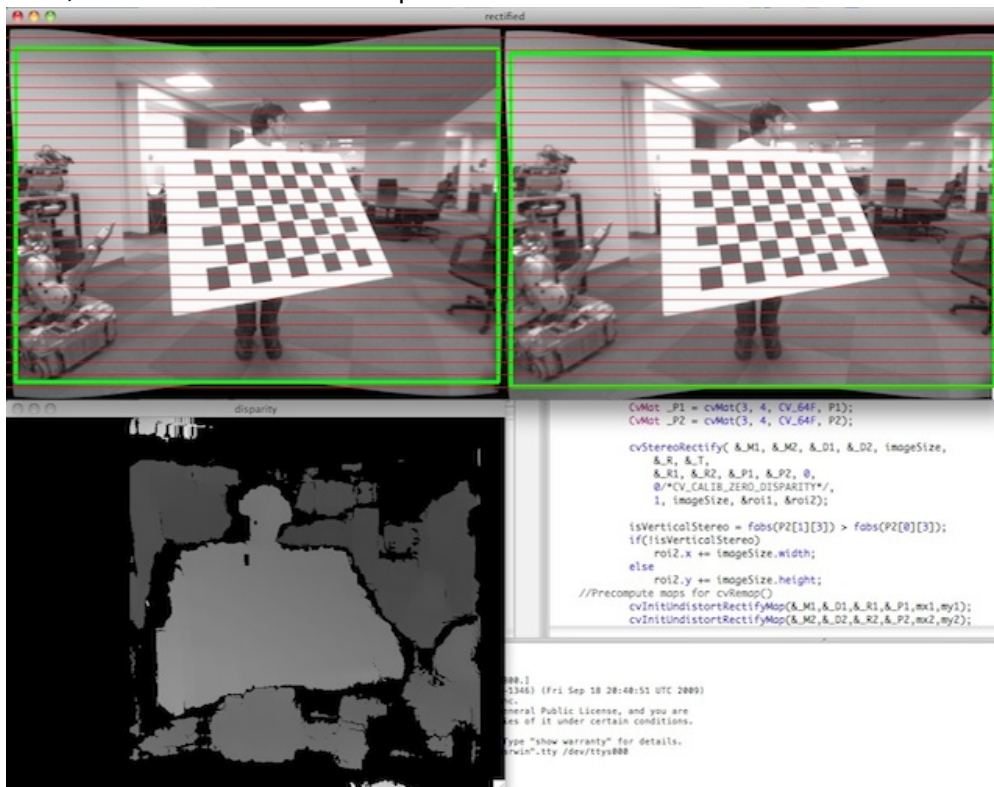 rectified
disparity
CvMat _P1 = cvMat(3, 4, CV_64F, P1);
CvMat _P2 = cvMat(3, 4, CV_64F, P2);
cvStereoRectify( &_M1, &_M2, &_D1, &_D2, imageSize,
&_R, &_T,
&_R1, &_R2, &_P1, &_P2, 0,
0/*CV_CALIB_ZERO_DISPARITY*/,
1, imageSize, &roi1, &roi2);
isVerticalStereo = fabs(P2[1][3]) > fabs(P2[0][3]);
if(!isVerticalStereo)
roi2.x += imageSize.width;
else
roi2.y += imageSize.height;
//Precompute maps for cvRemap()
cvInitUndistortRectifyMap(&_M1,&_D1,&_R1,&_P1,mx1,my1);
cvInitUndistortRectifyMap(&_M2,&_D2,&_R2,&_P2,mx2,my2);
-1346) (Fri Sep 18 20:40:51 UTC 2009)
nc.
neral Public License, and you are
ies of it under certain conditions.
Type "show warranty" for details.
arwin".tty /dev/ttys000